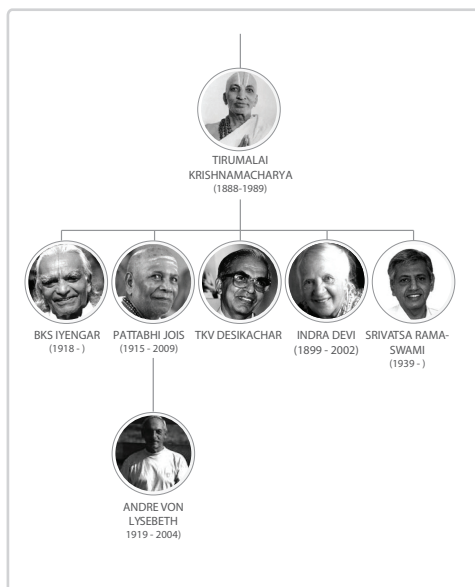 TIRUMALAI
KRISHNAMACHARYA
(1888-1989)
BKS IYENGAR
(1918 - )
PATTABHI JOIS
(1915 - 2009)
TKV DESIKACHAR
INDRA DEVI
(1899 - 2002)
SRIVATSA RAMA-
SWAMI
(1939 - )
ANDRE VON
LYSEBETH
1919 - 2004)